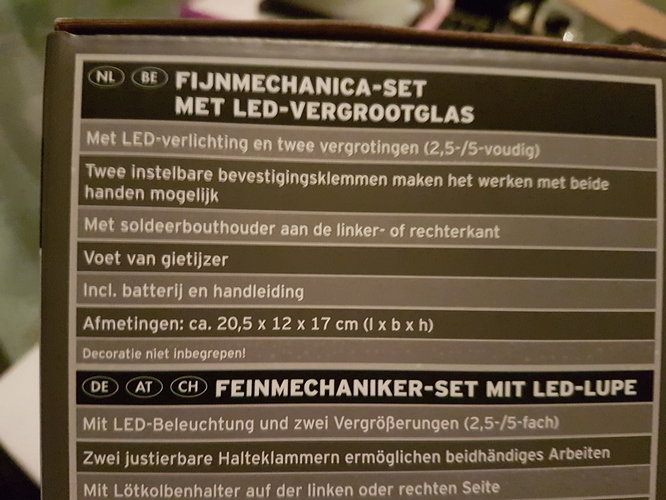 NL BE FIJNMECHANICA-SET
MET LED-VERGROOTGLAS
Met LED-verlichting en twee vergrotingen (2,5-/5-voudig)
Twee instelbare bevestigingsklemmen maken het werken met beide
handen mogelijk
Met soldeerbouthouder aan de linker- of rechterkant
Voet van gietijzer
Incl. batterij en handleiding
Afmetingen: ca. 20,5 x 12 x 17 cm (l x b x h)
Decoratie niet inbegrepen!
DE AT CH FEINMECHANIKER-SET MIT LED-LUPE
Mit LED-Beleuchtung und zwei Vergrößerungen (2,5-/5-fach)
Zwei justierbare Halteklammern ermöglichen beidhändiges Arbeiten
Mit Lötkolbenhalter auf der linken oder rechten Seite